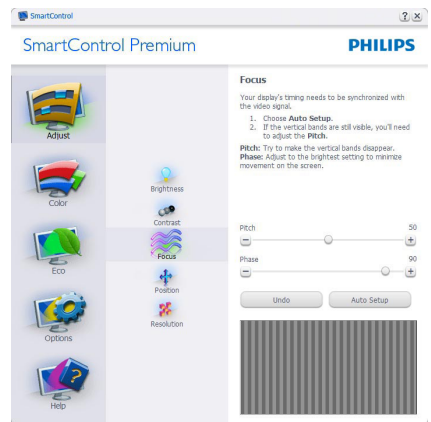 SmartControl
SmartControl Premium
PHILIPS
Adjust
Color
Eco
Options
Help
Brightness
Contrast
Focus
Position
Resolution
Focus
Your display's timing needs to be synchronized with
the video signal.
1. Choose Auto Setup.
2. If the vertical bands are still visible, you'll need
to adjust the Pitch.
Pitch: Try to make the vertical bands disappear.
Phase: Adjust to the brightest setting to minimize
movement on the screen.
Pitch 50
Phase 90
Undo Auto Setup